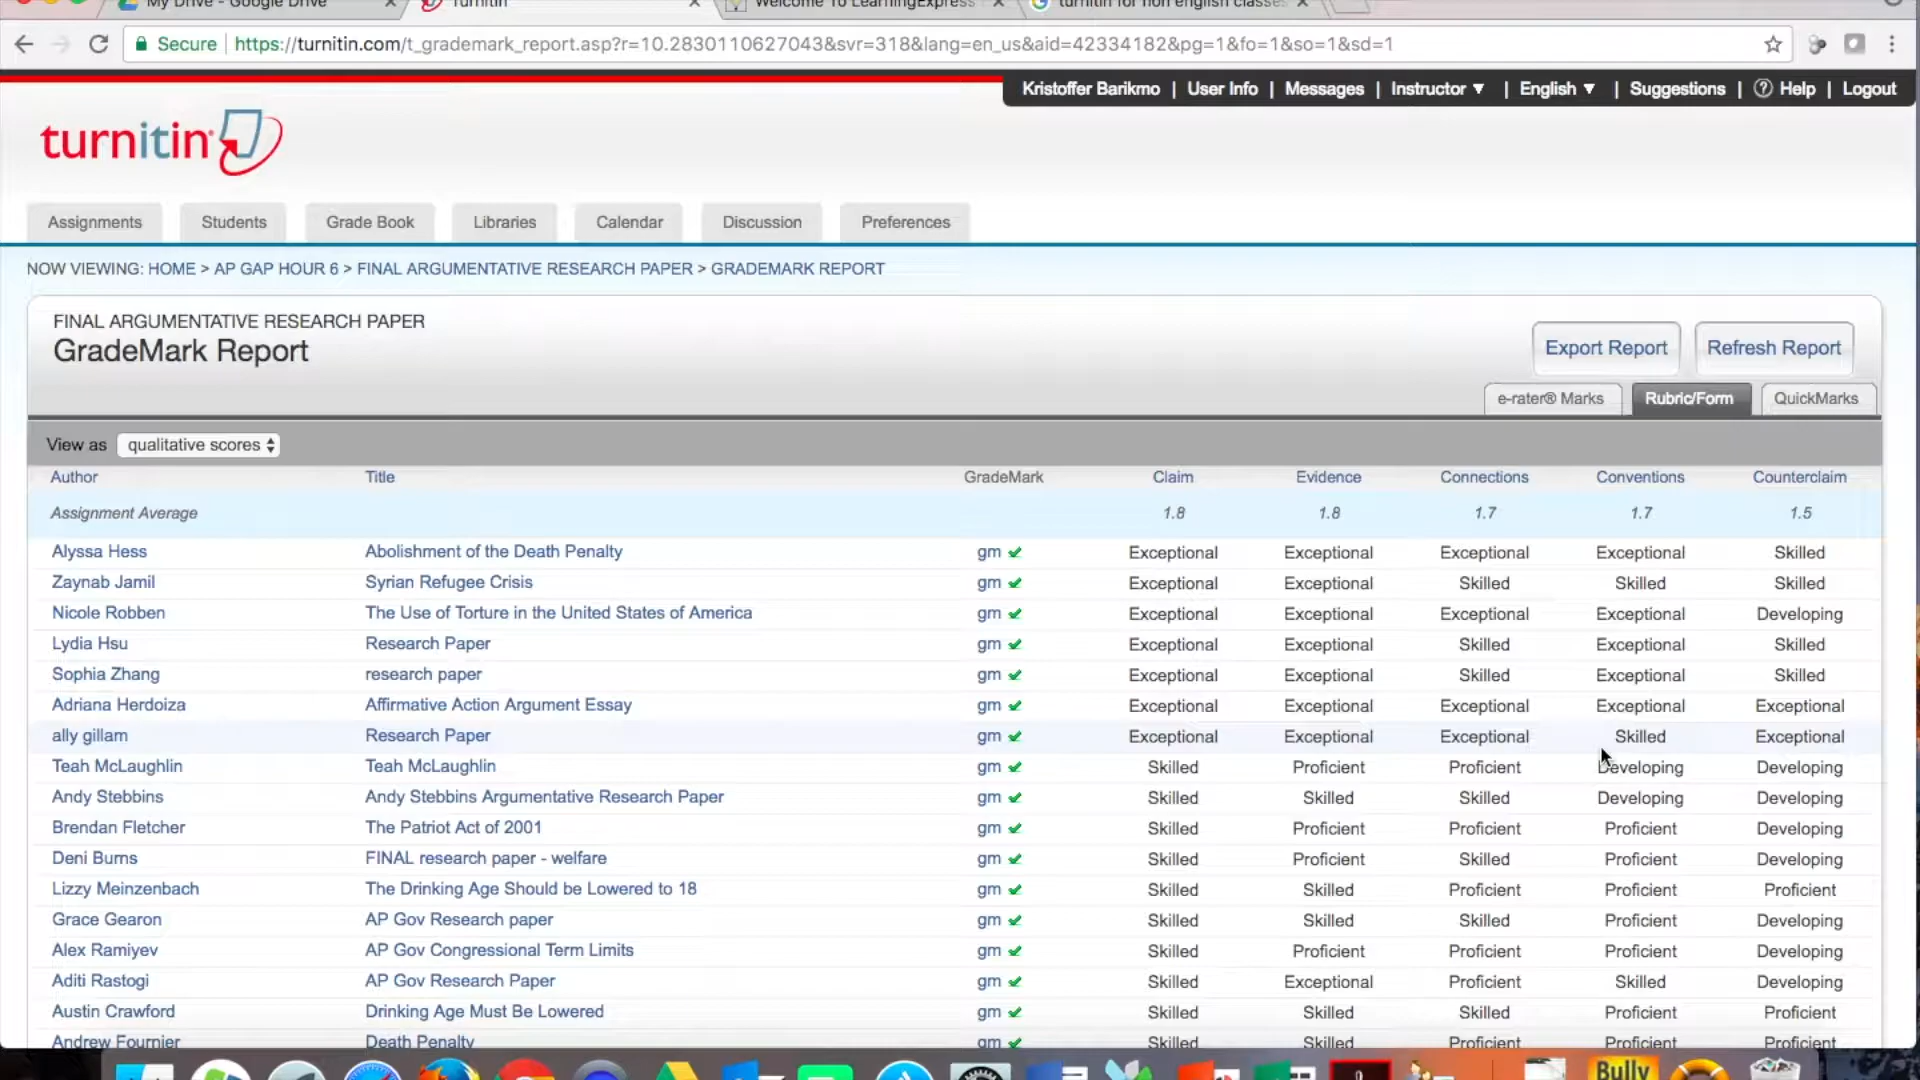 My Drive - Google Drive
Turnitin
Welcome To LearningExpress
turnitin for non english classes
Secure | https://turnitin.com/t_grademark_report.asp?r=10.2830110627043&svr=318&lang=en_us&aid=42334182&pg=1&fo=1&so=1&sd=1
Kristoffer Barikmo | User Info | Messages | Instructor ▼ | English ▼ | Suggestions | ? Help | Logout
turnitin
Assignments Students Grade Book Libraries Calendar Discussion Preferences
NOW VIEWING: HOME > AP GAP HOUR 6 > FINAL ARGUMENTATIVE RESEARCH PAPER > GRADEMARK REPORT
FINAL ARGUMENTATIVE RESEARCH PAPER
GradeMark Report
Export Report Refresh Report
e-rater® Marks Rubric/Form QuickMarks
View as qualitative scores
Author Title GradeMark Claim Evidence Connections Conventions Counterclaim
Assignment Average 1.8 1.8 1.7 1.7 1.5
Alyssa Hess Abolishment of the Death Penalty gm Exceptional Exceptional Exceptional Exceptional Skilled
Zaynab Jamil Syrian Refugee Crisis gm Exceptional Exceptional Skilled Skilled Skilled
Nicole Robben The Use of Torture in the United States of America gm Exceptional Exceptional Exceptional Exceptional Developing
Lydia Hsu Research Paper gm Exceptional Exceptional Skilled Exceptional Skilled
Sophia Zhang research paper gm Exceptional Exceptional Skilled Exceptional Skilled
Adriana Herdoiza Affirmative Action Argument Essay gm Exceptional Exceptional Exceptional Exceptional Exceptional
ally gillam Research Paper gm Exceptional Exceptional Exceptional Skilled Exceptional
Teah McLaughlin Teah McLaughlin gm Skilled Proficient Proficient Developing Developing
Andy Stebbins Andy Stebbins Argumentative Research Paper gm Skilled Skilled Skilled Developing Developing
Brendan Fletcher The Patriot Act of 2001 gm Skilled Proficient Proficient Proficient Developing
Deni Burns FINAL research paper - welfare gm Skilled Proficient Skilled Proficient Developing
Lizzy Meinzenbach The Drinking Age Should be Lowered to 18 gm Skilled Skilled Proficient Proficient Proficient
Grace Gearon AP Gov Research paper gm Skilled Skilled Skilled Proficient Developing
Alex Ramiyev AP Gov Congressional Term Limits gm Skilled Proficient Proficient Proficient Developing
Aditi Rastogi AP Gov Research Paper gm Skilled Exceptional Proficient Skilled Developing
Austin Crawford Drinking Age Must Be Lowered gm Skilled Skilled Skilled Proficient Proficient
Andrew Fournier Death Penalty gm Skilled Skilled Proficient Proficient Proficient
Bully